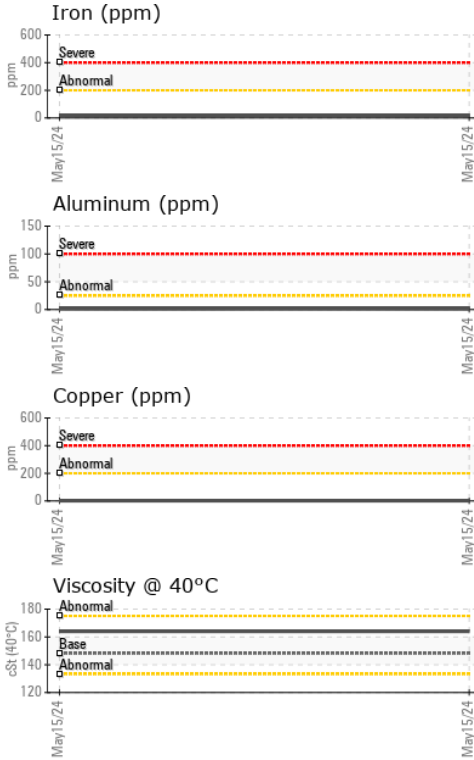 Iron (ppm)
600
Severe
400
Abnormal
200
0
ppm
May15/24
May15/24
Aluminum (ppm)
150
Severe
100
Abnormal
50
0
ppm
May15/24
May15/24
Copper (ppm)
600
Severe
400
Abnormal
200
0
ppm
May15/24
May15/24
Viscosity @ 40°C
180
Abnormal
160
Base
140
Abnormal
120
cSt (40°C)
May15/24
May15/24